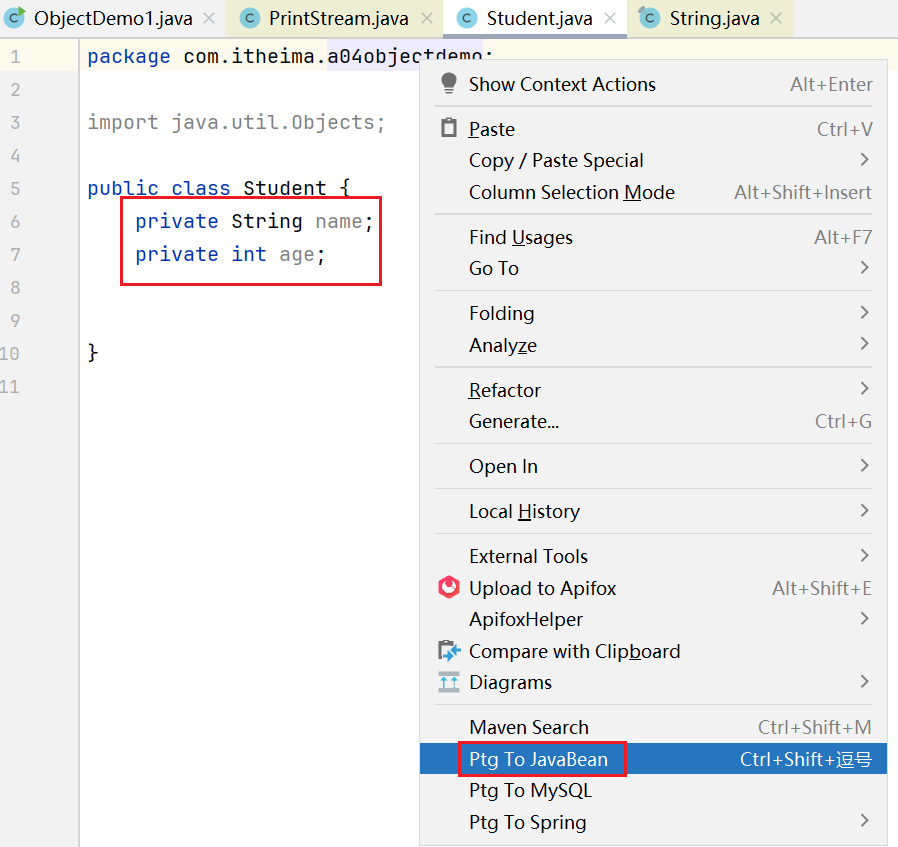 ObjectDemo1.java PrintStream.java Student.java String.java
1 package com.itheima.a04objectdemo;
2
3 import java.util.Objects;
4
5 public class Student {
6 private String name;
7 private int age;
8
9
10 }
11
Show Context Actions Alt+Enter
Paste Ctrl+V
Copy / Paste Special
Column Selection Mode Alt+Shift+Insert
Find Usages Alt+F7
Go To
Folding
Analyze
Refactor
Generate... Ctrl+G
Open In
Local History
External Tools
Upload to Apifox Alt+Shift+E
ApifoxHelper
Compare with Clipboard
Diagrams
Maven Search Ctrl+Shift+M
Ptg To JavaBean Ctrl+Shift+逗号
Ptg To MySQL
Ptg To Spring